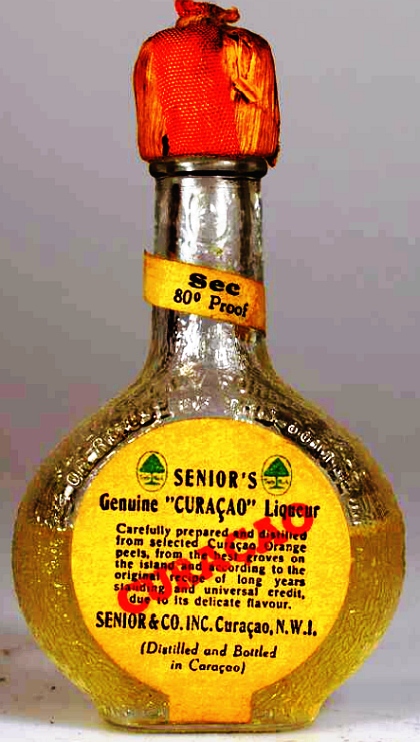 Sec
80° Proof
SENIOR'S
Genuine "CURAÇAO" Liqueur
Carefully prepared and distilled
from selected Curaçao Orange
peels, from the best groves on
the island and according to the
original recipe of long years
standing and universal credit,
due to its delicate flavour.
CURAÇAO
SENIOR & CO. INC. Curaçao, N.W.I.
(Distilled and Bottled
in Curaçao)